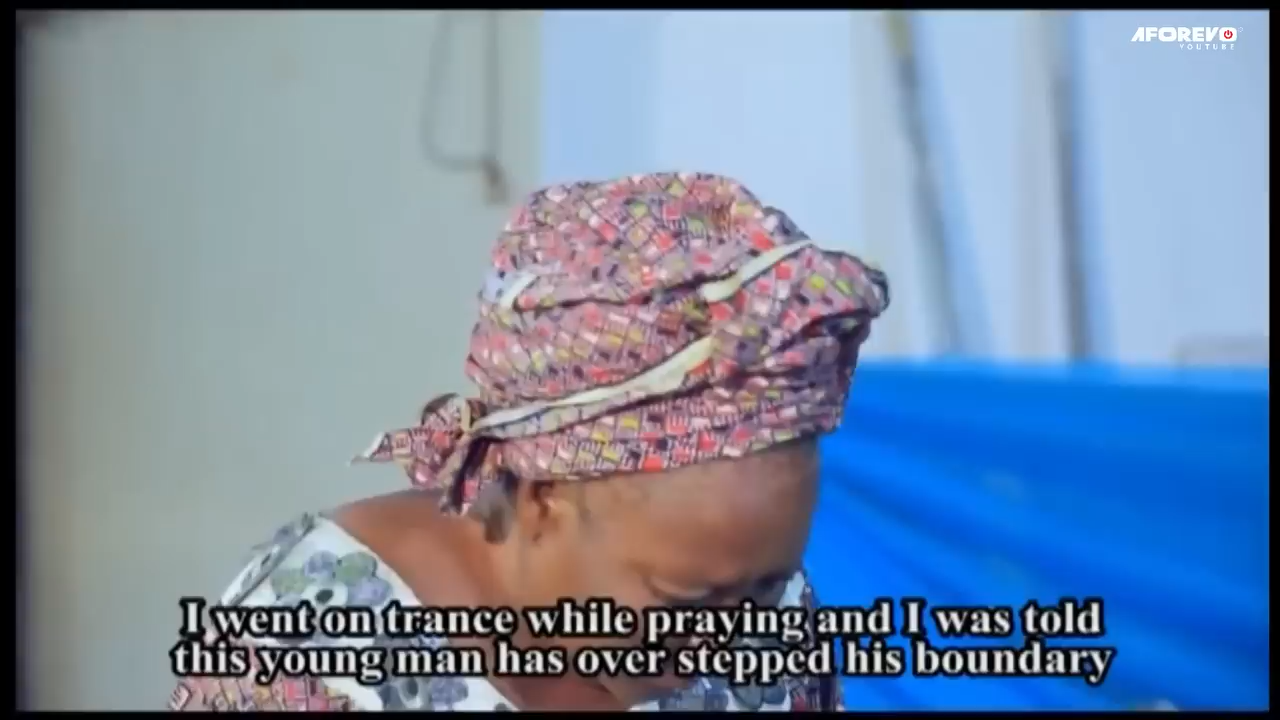 AFOREVO
YOUTUBE
I went on trance while praying and I was told
this young man has over stepped his boundary